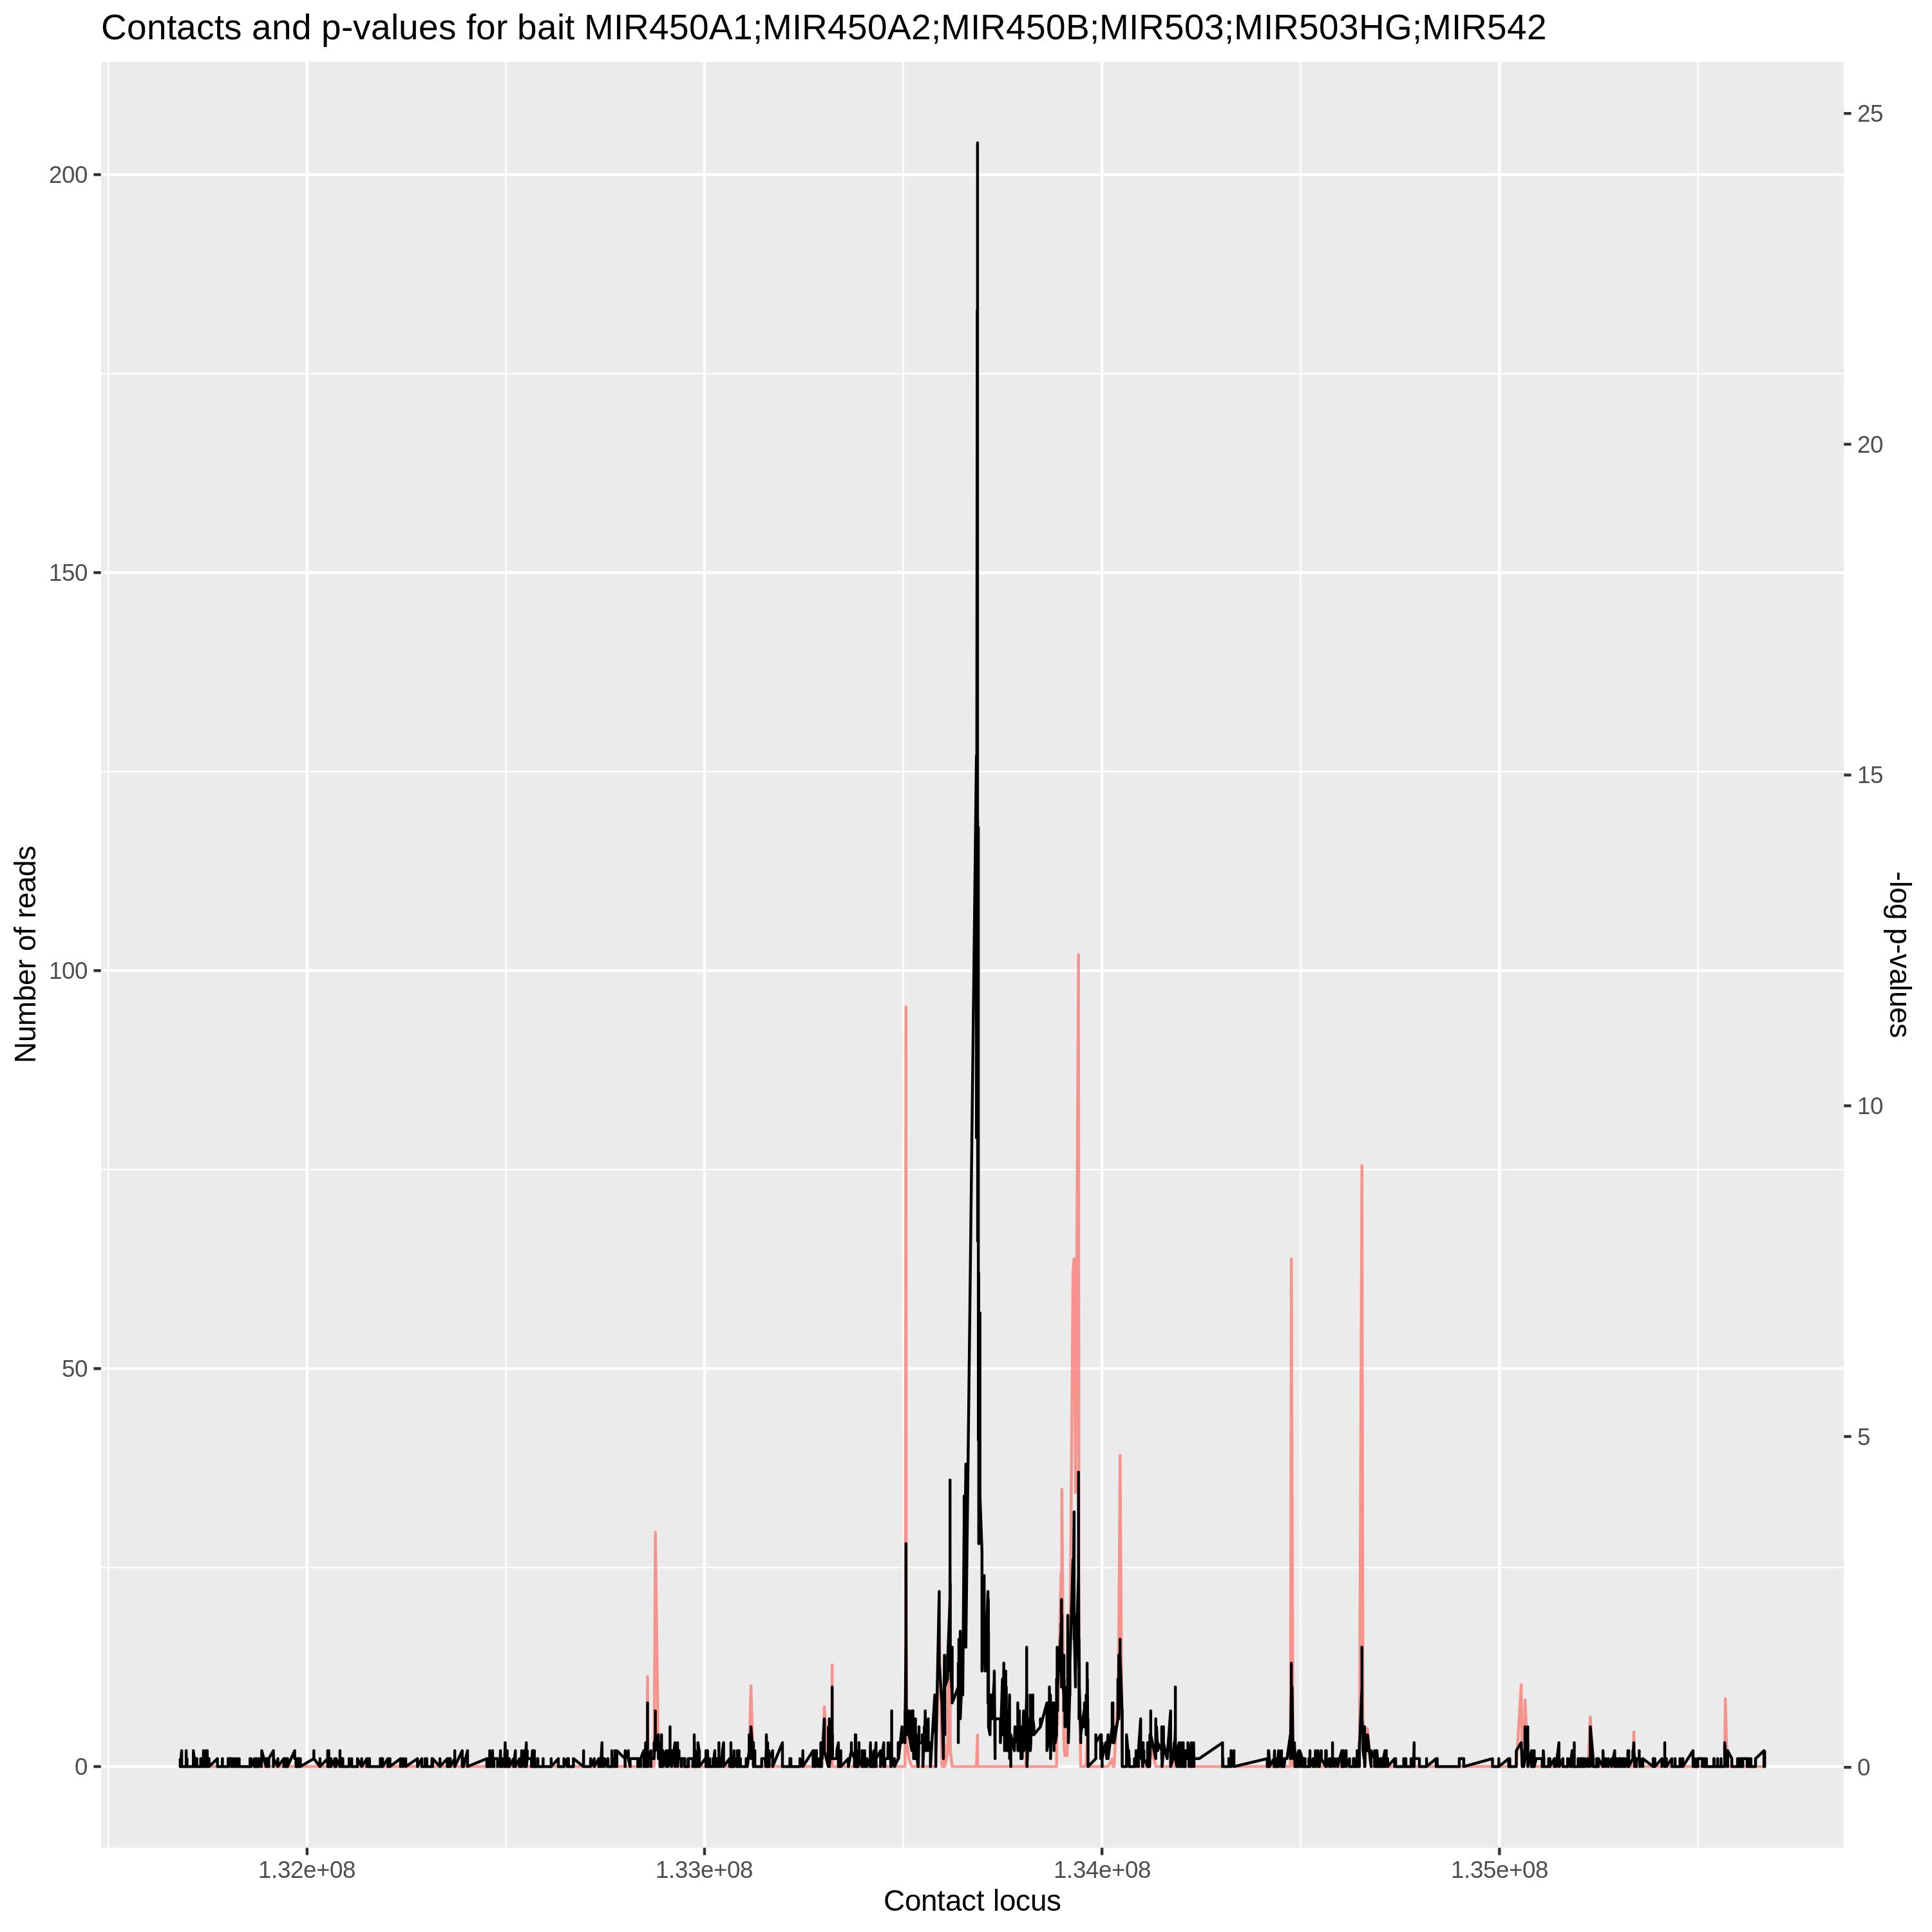 Contacts and p-values for bait MIR450A1;MIR450A2;MIR450B;MIR503;MIR503HG;MIR542
Number of reads
200
150
100
50
0
25
20
15
10
5
0
-log p-values
1.32e+08
1.33e+08
1.34e+08
1.35e+08
Contact locus